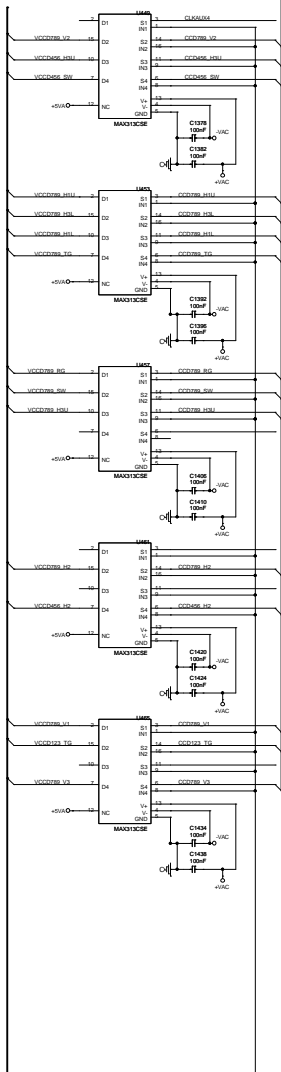 U449
2 D1 S1 3 CLKAUX4
IN1 1
VCCD789_V2 15 D2 S2 14 CCD789_V2
IN2 16
VCCD456_H3U 10 D3 S3 11 CCD456_H3U
IN3 9
VCCD456_SW 7 D4 S4 6 CCD456_SW
IN4 8
+5VA 12 NC V+ 13
V- 4
GND 5
MAX313CSE
C1378
100nF
-VAC
C1382
100nF
+VAC
U453
VCCD789_H1U 2 D1 S1 3 CCD789_H1U
IN1 1
VCCD789_H3L 15 D2 S2 14 CCD789_H3L
IN2 16
VCCD789_H1L 10 D3 S3 11 CCD789_H1L
IN3 9
VCCD789_TG 7 D4 S4 6 CCD789_TG
IN4 8
+5VA 12 NC V+ 13
V- 4
GND 5
MAX313CSE
C1392
100nF
-VAC
C1396
100nF
+VAC
U457
VCCD789_RG 2 D1 S1 3 CCD789_RG
IN1 1
VCCD789_SW 15 D2 S2 14 CCD789_SW
IN2 16
VCCD789_H3U 10 D3 S3 11 CCD789_H3U
IN3 9
7 D4 S4 6
IN4 8
+5VA 12 NC V+ 13
V- 4
GND 5
MAX313CSE
C1406
100nF
-VAC
C1410
100nF
+VAC
U461
2 D1 S1 3
IN1 1
VCCD789_H2 15 D2 S2 14 CCD789_H2
IN2 16
10 D3 S3 11
IN3 9
VCCD456_H2 7 D4 S4 6 CCD456_H2
IN4 8
+5VA 12 NC V+ 13
V- 4
GND 5
MAX313CSE
C1420
100nF
-VAC
C1424
100nF
+VAC
U465
VCCD789_V1 2 D1 S1 3 CCD789_V1
IN1 1
VCCD123_TG 15 D2 S2 14 CCD123_TG
IN2 16
10 D3 S3 11
IN3 9
VCCD789_V3 7 D4 S4 6 CCD789_V3
IN4 8
+5VA 12 NC V+ 13
V- 4
GND 5
MAX313CSE
C1434
100nF
-VAC
C1438
100nF
+VAC